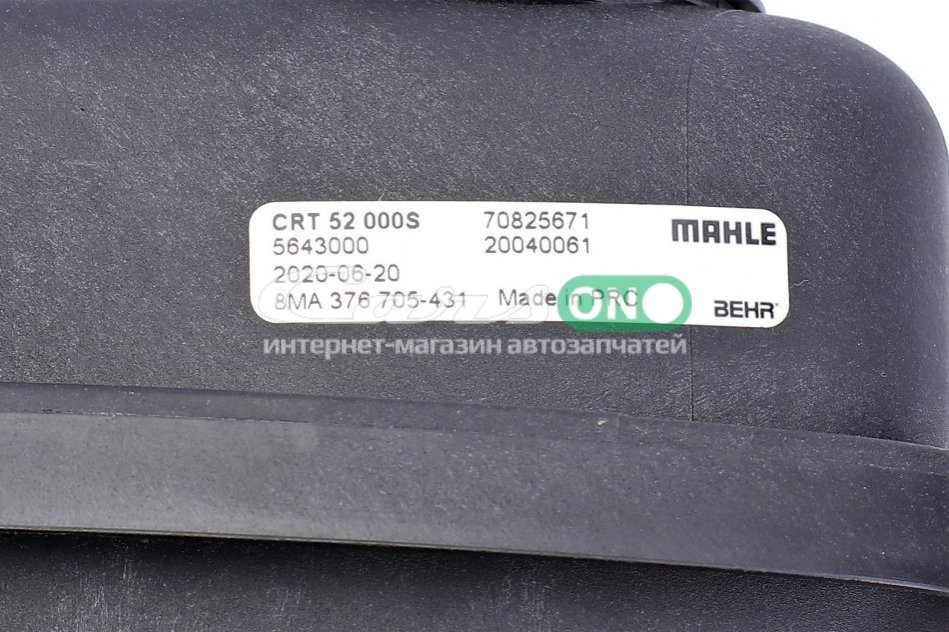 CRT 52 000S 70825671 MAHLE
5643000 20040061
2020-06-20
8MA 376 705-431 Made in PRC BEHR
ONO
интернет-магазин автозапчастей